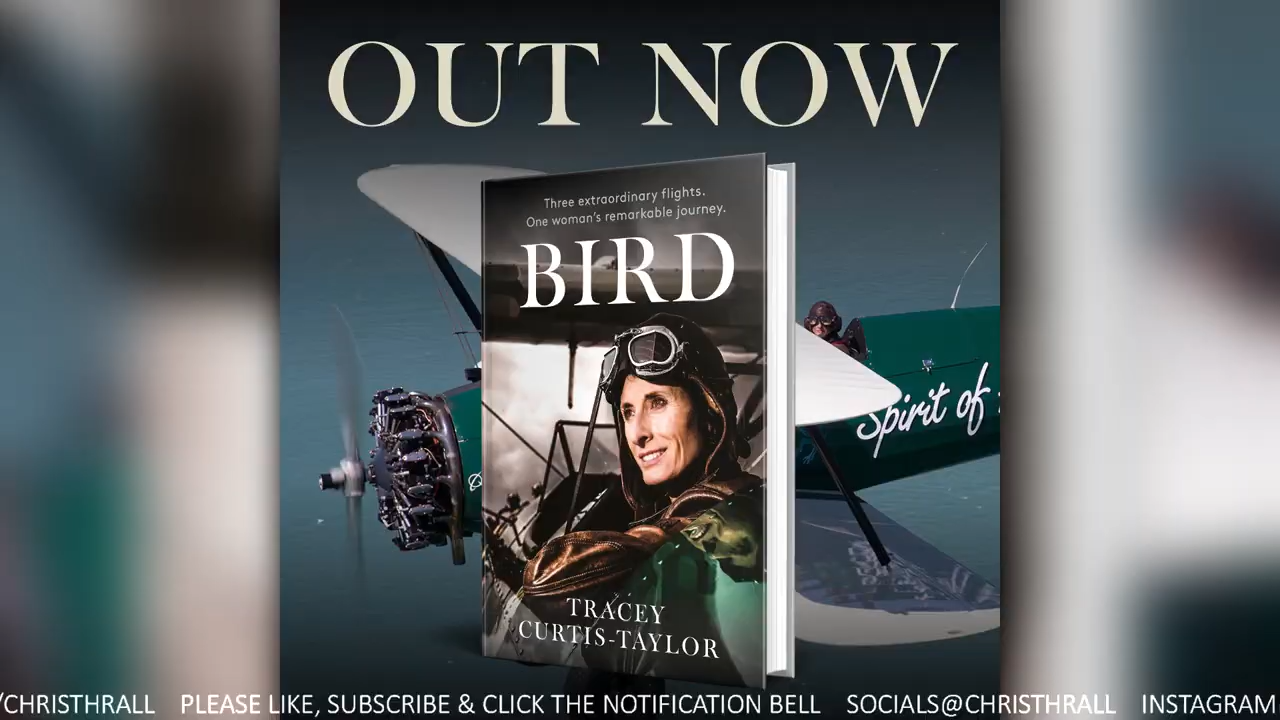 OUT NOW
Three extraordinary flights.
One woman's remarkable journey.
BIRD
Spirit of
TRACEY
CURTIS-TAYLOR
/CHRISTHRALL PLEASE LIKE, SUBSCRIBE & CLICK THE NOTIFICATION BELL SOCIALS@CHRISTHRALL INSTAGRAM